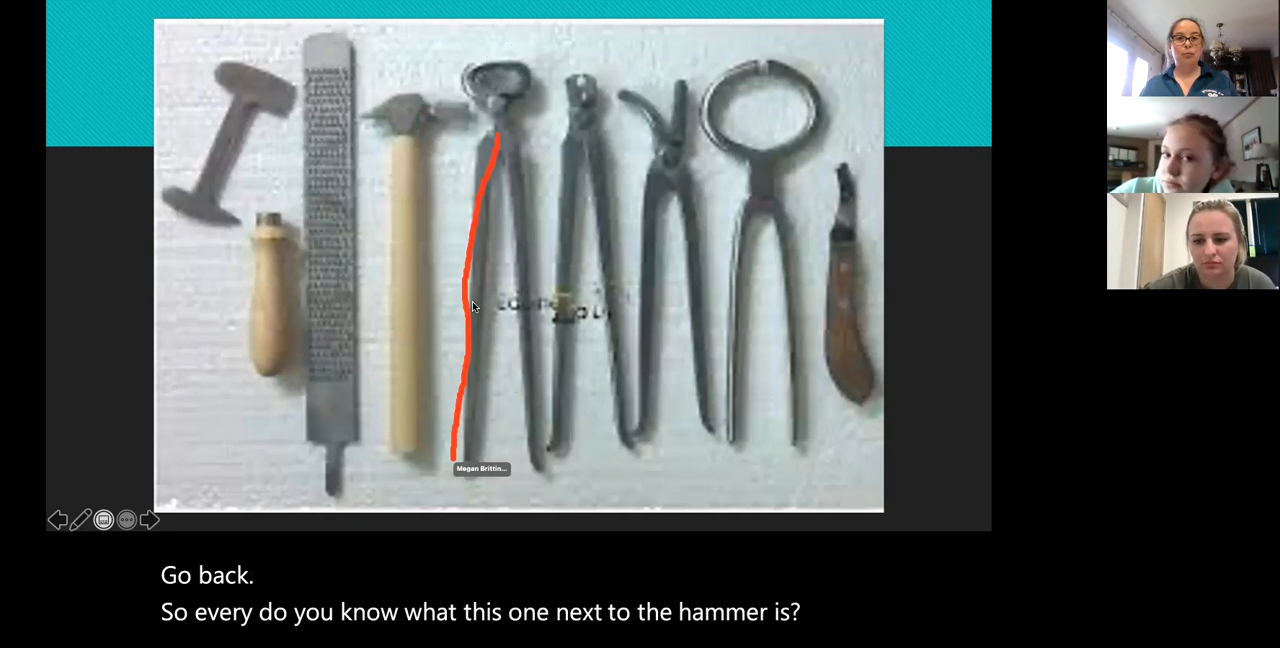 Megan Brittin...
Go back.
So every do you know what this one next to the hammer is?